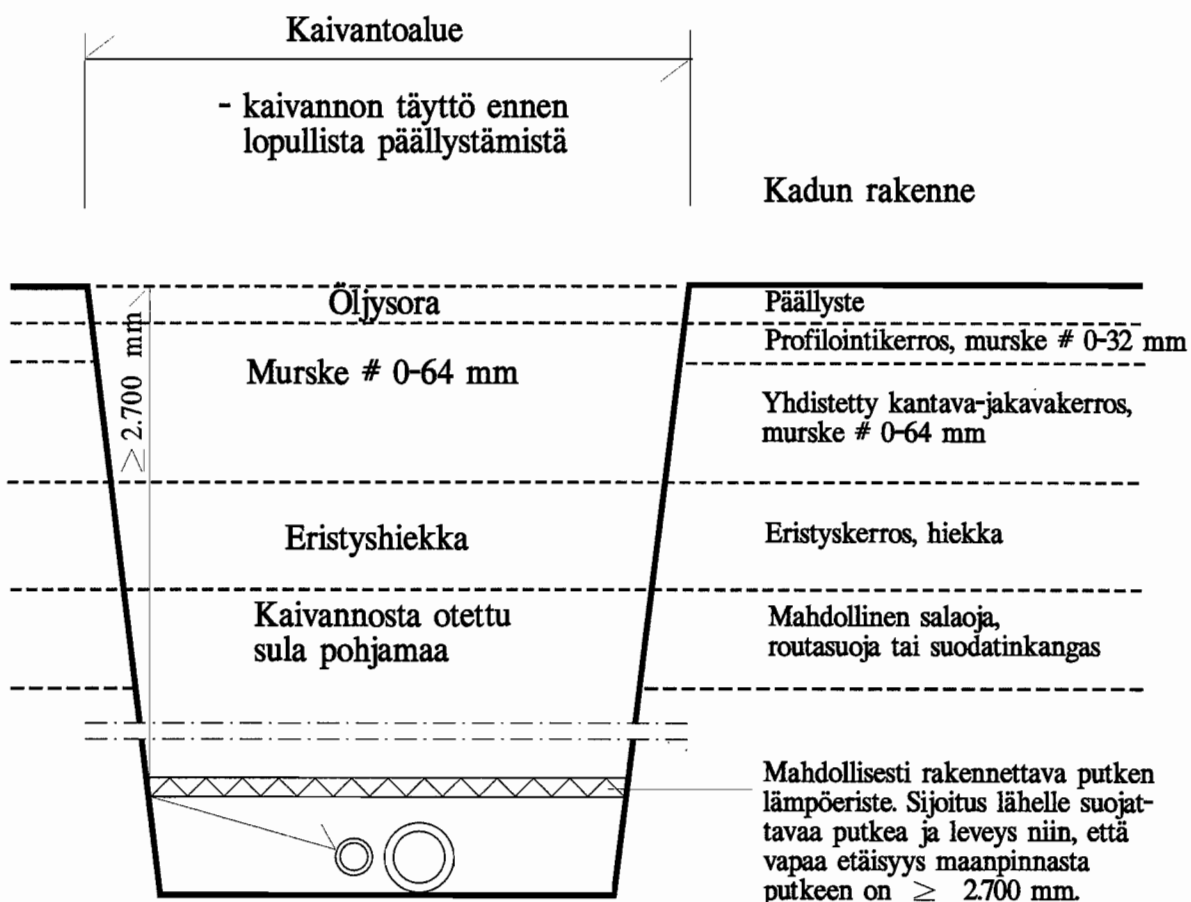 Kaivantoalue
- kaivannon täyttö ennen
lopullista päällystämistä
Kadun rakenne
Öljysora
Päällyste
Profilointikerros, murske # 0-32 mm
≥ 2.700 mm
Murske # 0-64 mm
Yhdistetty kantava-jakavakerros,
murske # 0-64 mm
Eristyshiekka
Eristyskerros, hiekka
Kaivannosta otettu
sula pohjamaa
Mahdollinen salaoja,
routasuoja tai suodatinkangas
Mahdollisesti rakennettava putken
lämpöeriste. Sijoitus lähelle suojat-
tavaa putkea ja leveys niin, että
vapaa etäisyys maanpinnasta
putkeen on ≥ 2.700 mm.